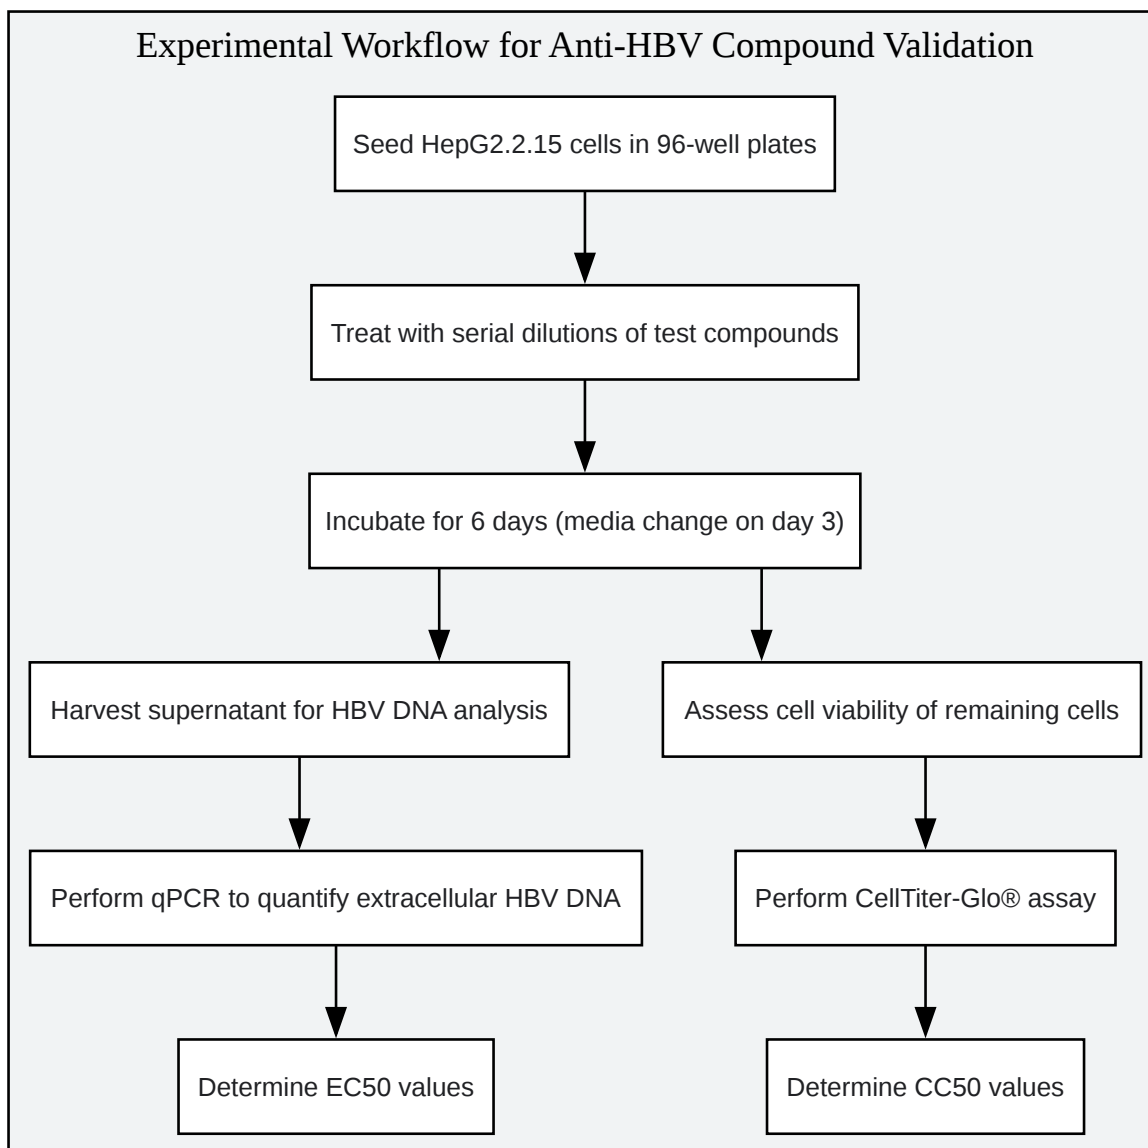 Experimental Workflow for Anti-HBV Compound Validation
Seed HepG2.2.15 cells in 96-well plates
Treat with serial dilutions of test compounds
Incubate for 6 days (media change on day 3)
Harvest supernatant for HBV DNA analysis
Assess cell viability of remaining cells
Perform qPCR to quantify extracellular HBV DNA
Perform CellTiter-Glo® assay
Determine EC50 values
Determine CC50 values